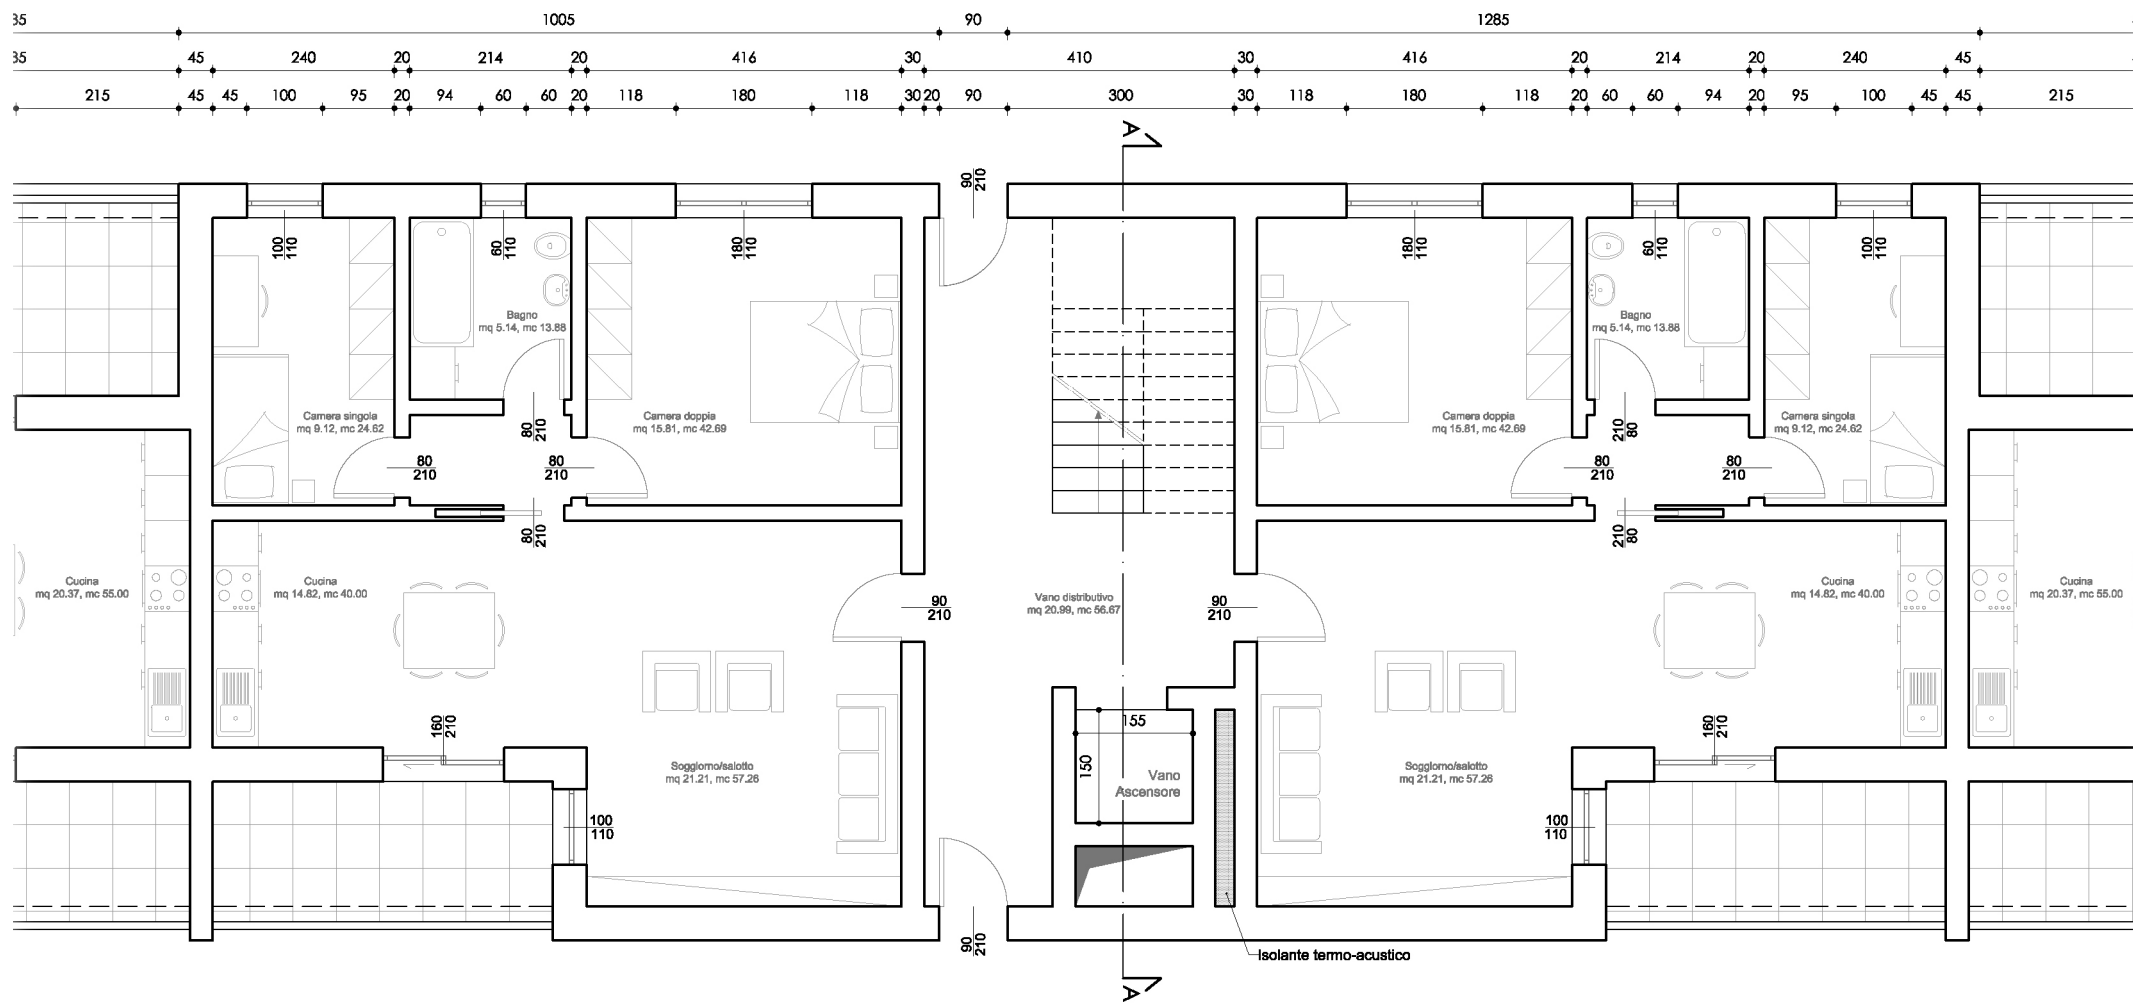 35 1005 90 1285
35 45 240 20 214 20 416 30 410 30 416 20 214 20 240 45
215 45 45 100 95 20 94 60 60 20 118 180 118 30 20 90 300 30 118 180 118 20 60 60 94 20 95 100 45 45 215
A
90
210
100
110
60
110
180
110
180
110
60
110
100
110
Bagno
mq 5.14, mc 13.88
Bagno
mq 5.14, mc 13.88
Camera singola
mq 9.12, mc 24.62
80
210
Camera doppia
mq 15.81, mc 42.69
Camera doppia
mq 15.81, mc 42.69
210
80
Camera singola
mq 9.12, mc 24.62
80
210
80
210
80
210
80
210
80
210
210
80
Cucina
mq 20.37, mc 55.00
Cucina
mq 14.82, mc 40.00
90
210
Vano distributivo
mq 20.99, mc 56.67
90
210
Cucina
mq 14.82, mc 40.00
Cucina
mq 20.37, mc 55.00
160
210
155
160
210
Soggiorno/salotto
mq 21.21, mc 57.26
150
Vano
Ascensore
Soggiorno/salotto
mq 21.21, mc 57.26
100
110
100
110
90
210
Isolante termo-acustico
A